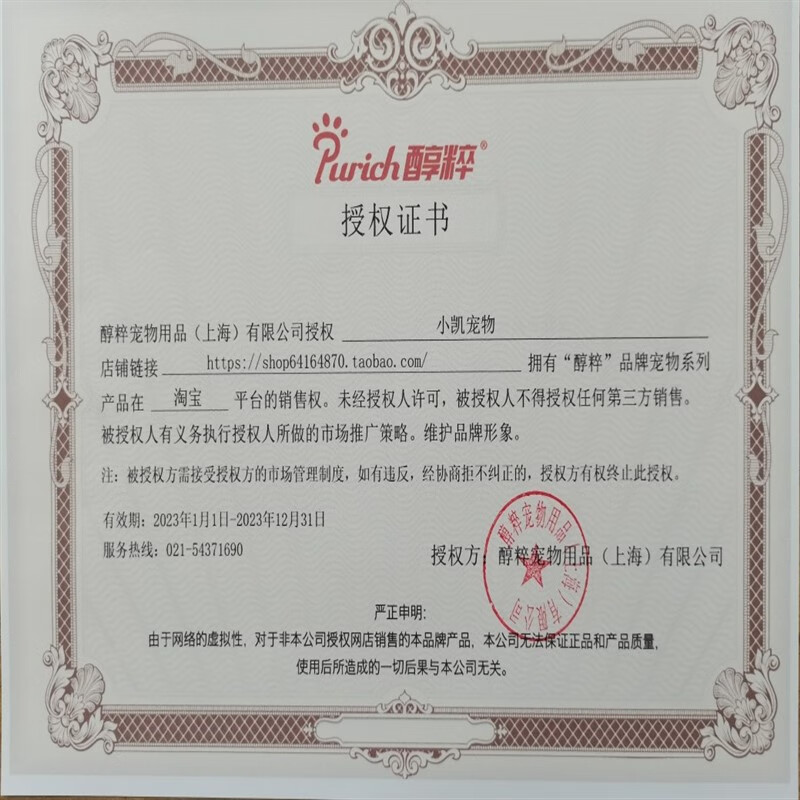 Purich醇粹®
授权证书
醇粹宠物用品（上海）有限公司授权 小凯宠物
店铺链接 https://shop64164870.taobao.com/ 拥有“醇粹”品牌宠物系列
产品在 淘宝 平台的销售权。未经授权人许可，被授权人不得授权任何第三方销售。
被授权人有义务执行授权人所做的市场推广策略。维护品牌形象。
注：被授权方需接受授权方的市场管理制度，如有违反，经协商拒不纠正的，授权方有权终止此授权。
有效期：2023年1月1日-2023年12月31日
服务热线：021-54371690
授权方：醇粹宠物用品（上海）有限公司
醇粹宠物用品（上海）有限公司
严正申明：
由于网络的虚拟性，对于非本公司授权网店销售的本品牌产品，本公司无法保证正品和产品质量，
使用后所造成的一切后果与本公司无关。